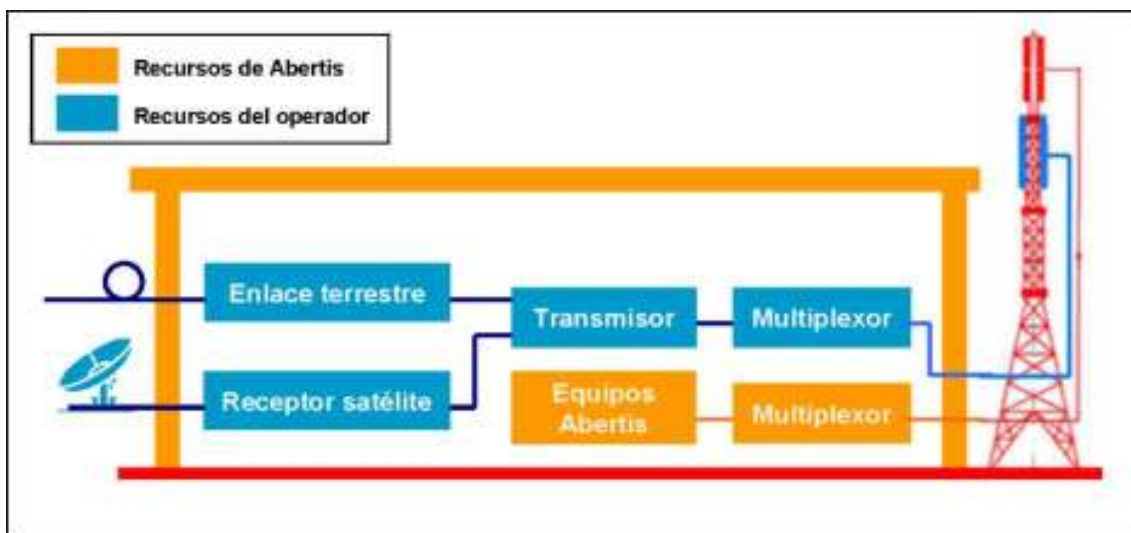 Recursos de Abertis
Recursos del operador
Enlace terrestre
Transmisor
Multiplexor
Receptor satélite
Equipos
Abertis
Multiplexor